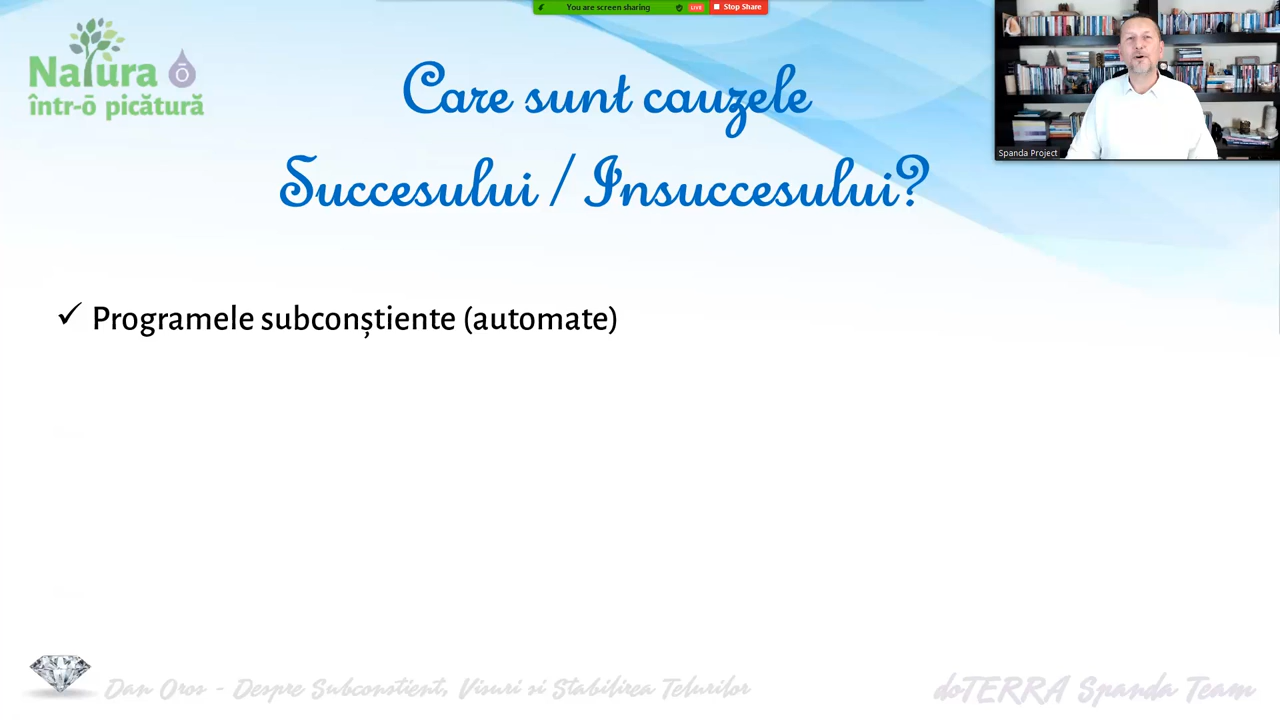 You are screen sharing
LIVE
Stop Share
Natura ō
într-ō picătură
Care sunt cauzele
Succesului / Insuccesului?
Spanda Project
✓ Programele subconștiente (automate)
Dan Oros - Despre Subconstient, Visuri si Stabilirea Telurilor
doTERRA Spanda Team